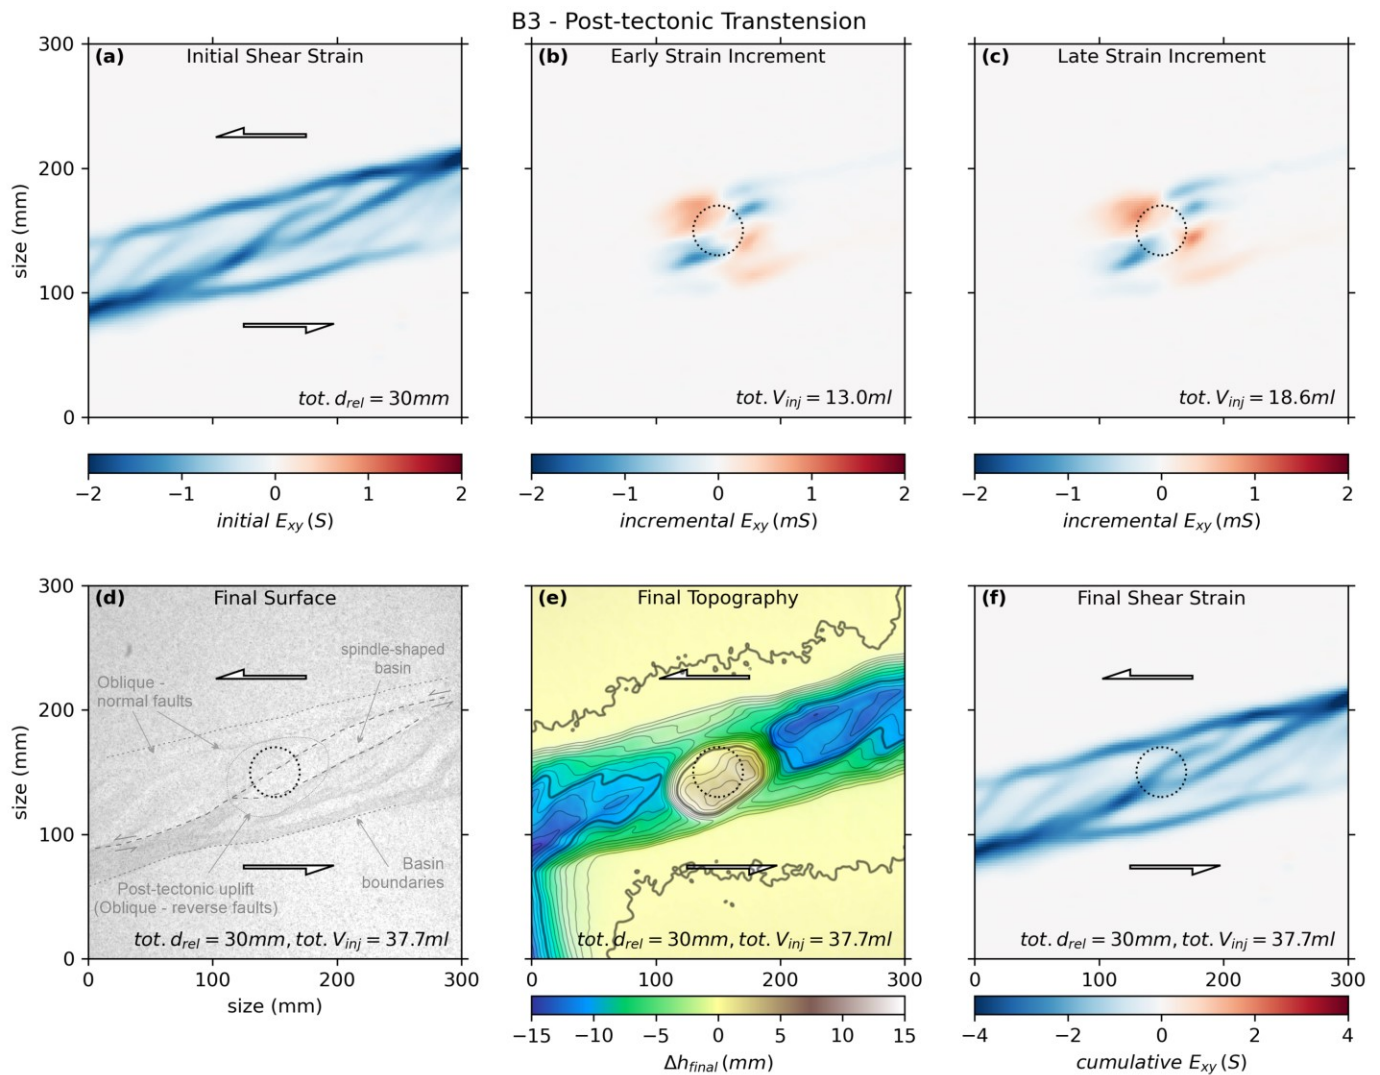 B3 - Post-tectonic Transtension
(a) Initial Shear Strain
(b) Early Strain Increment
(c) Late Strain Increment
300
200
100
0
size (mm)
tot. d_rel = 30mm
tot. V_inj = 13.0ml
tot. V_inj = 18.6ml
−2 −1 0 1 2
initial E_xy (S)
−2 −1 0 1 2
incremental E_xy (mS)
−2 −1 0 1 2
incremental E_xy (mS)
(d) Final Surface
(e) Final Topography
(f) Final Shear Strain
300
200
100
0
size (mm)
spindle-shaped
basin
Oblique -
normal faults
Basin
boundaries
Post-tectonic uplift
(Oblique - reverse faults)
tot. d_rel = 30mm, tot. V_inj = 37.7ml
tot. d_rel = 30mm, tot. V_inj = 37.7ml
tot. d_rel = 30mm, tot. V_inj = 37.7ml
0 100 200 300
size (mm)
0 100 200 300
0 100 200 300
−15 −10 −5 0 5 10 15
Δh_final (mm)
−4 −2 0 2 4
cumulative E_xy (S)